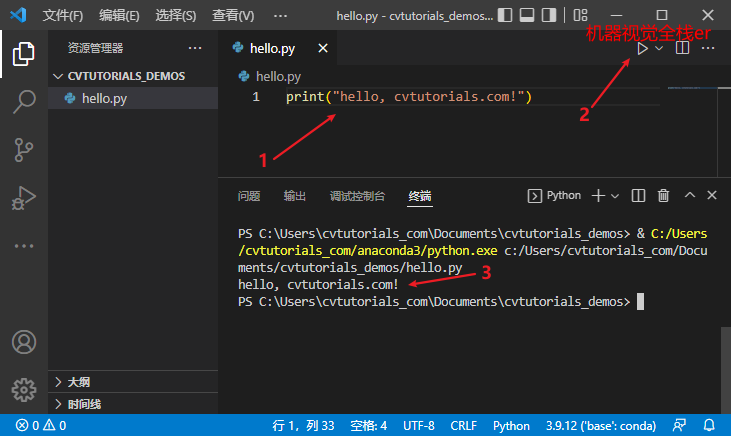 文件(F) 编辑(E) 选择(S) 查看(V) ··· hello.py - cvtutorials_demos...
机器视觉全栈er
资源管理器 ···
hello.py
CVTUTORIALS_DEMOS
hello.py
hello.py
1 print("hello, cvtutorials.com!")
1
2
问题 输出 调试控制台 终端 Python
PS C:\Users\cvtutorials_com\Documents\cvtutorials_demos> & C:/Users
/cvtutorials_com/anaconda3/python.exe c:/Users/cvtutorials_com/Docu
ments/cvtutorials_demos/hello.py
hello, cvtutorials.com!
3
PS C:\Users\cvtutorials_com\Documents\cvtutorials_demos>
大纲
时间线
0 0 行 1，列 33 空格: 4 UTF-8 CRLF Python 3.9.12 ('base': conda)